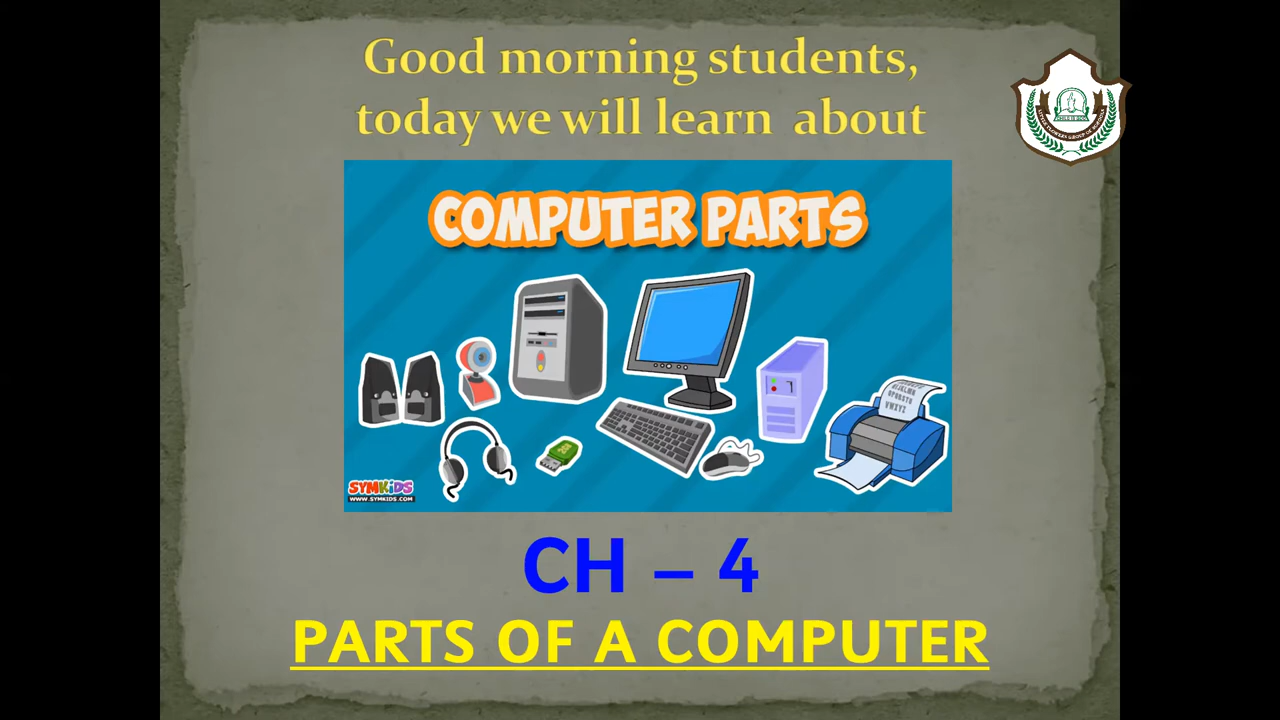 Good morning students,
today we will learn about
COMPUTER PARTS
SYMKIDS
WWW.SYMKIDS.COM
CH – 4
PARTS OF A COMPUTER